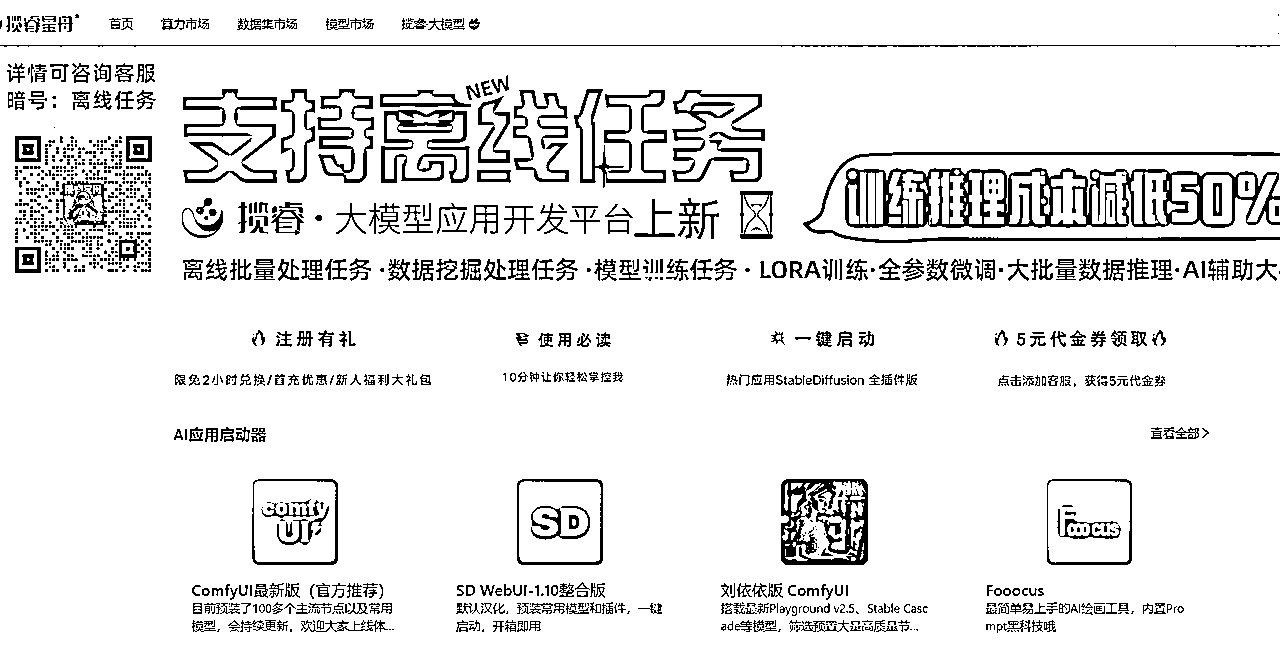 揽睿星舟 首页 算力市场 数据集市场 模型市场 揽睿·大模型
详情可咨询客服
暗号：离线任务
NEW
支持离线任务
训练推理成本减低50%
揽睿·大模型应用开发平台上新
离线批量处理任务·数据挖掘处理任务·模型训练任务·LORA训练·全参数微调·大批量数据推理·AI辅助大
注册有礼 使用必读 一键启动 5元代金券领取
限免2小时兑换/首充优惠/新人福利大礼包 10分钟让你轻松掌控我 热门应用StableDiffusion 全插件版 点击添加客服，获得5元代金券
AI应用启动器 查看全部>
comfy UI SD Fooocus
ComfyUI最新版（官方推荐） SD WebUI-1.10整合版 刘依依版 ComfyUI Fooocus
目前预装了100多个主流节点以及常用 默认汉化，预装常用模型和插件，一键 搭载最新Playground v2.5、Stable Casc 最简单易上手的AI绘画工具，内置Pro
模型，会持续更新，欢迎大家上线体... 启动，开箱即用 ade等模型，筛选预置大量高质量节... mpt黑科技哦